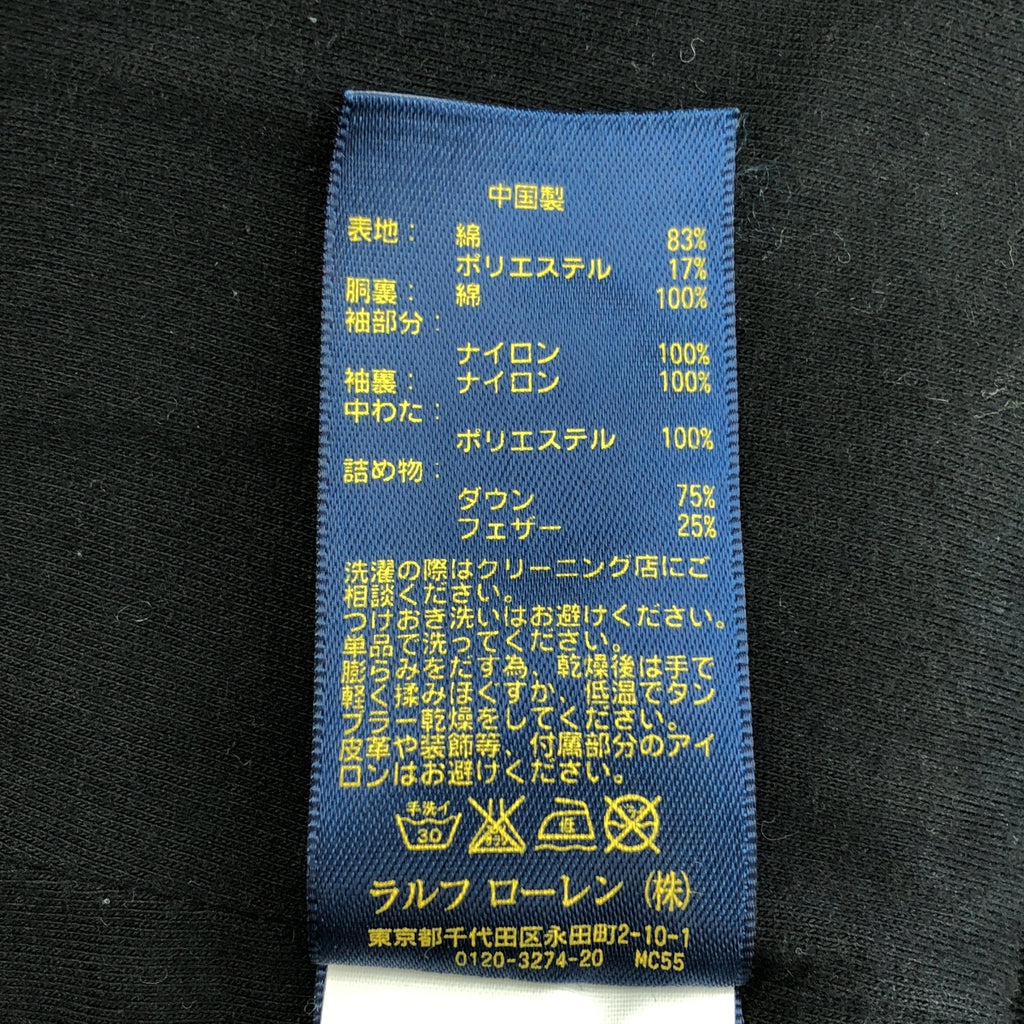 中国製
表地: 綿 83%
ポリエステル 17%
胴裏: 綿 100%
袖部分:
ナイロン 100%
袖裏: ナイロン 100%
中わた:
ポリエステル 100%
詰め物:
ダウン 75%
フェザー 25%
洗濯の際はクリーニング店にご
相談ください。
つけおき洗いはお避けください。
単品で洗ってください。
膨らみをだす為、乾燥後は手で
軽く揉みほぐすか、低温でタン
ブラー乾燥をしてください。
皮革や装飾等、付属部分のアイ
ロンはお避けください。
手洗イ 30 低
ラルフ ローレン (株)
東京都千代田区永田町2-10-1
0120-3274-20 MC55